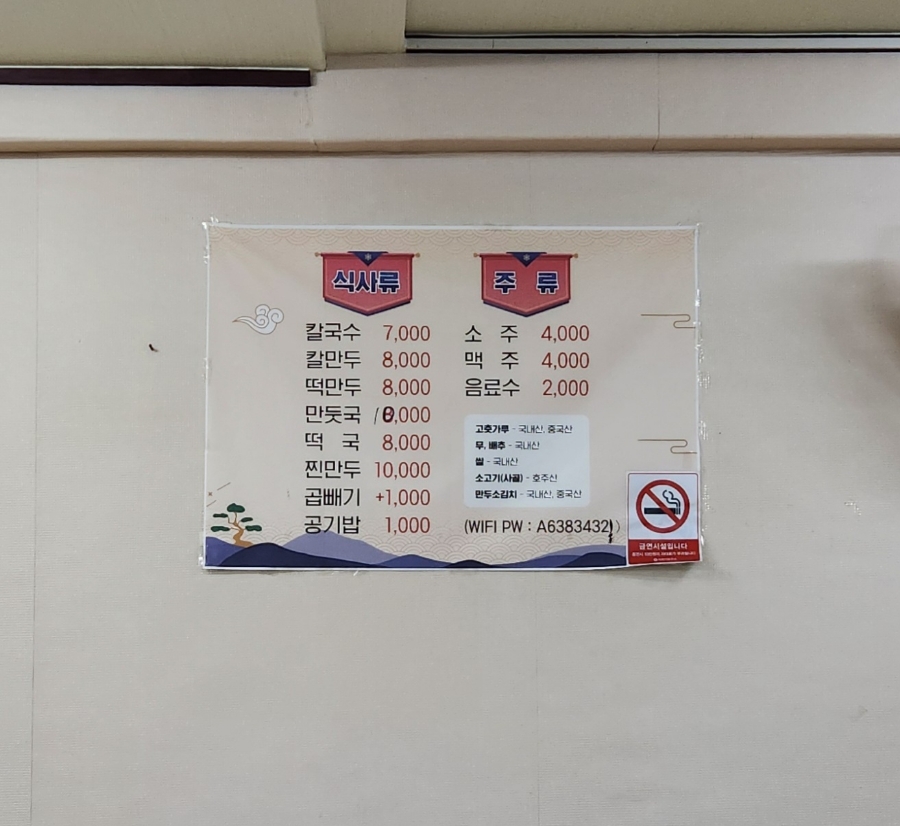 식사류
칼국수 7,000
칼만두 8,000
떡만두 8,000
만둣국 10,000
떡 국 8,000
찐만두 10,000
곱빼기 +1,000
공기밥 1,000
주 류
소 주 4,000
맥 주 4,000
음료수 2,000
고춧가루 - 국내산, 중국산
무, 배추 - 국내산
쌀 - 국내산
소고기(사골) - 호주산
만두소김치 - 국내산, 중국산
(WIFI PW : A6383432))
금연시설입니다